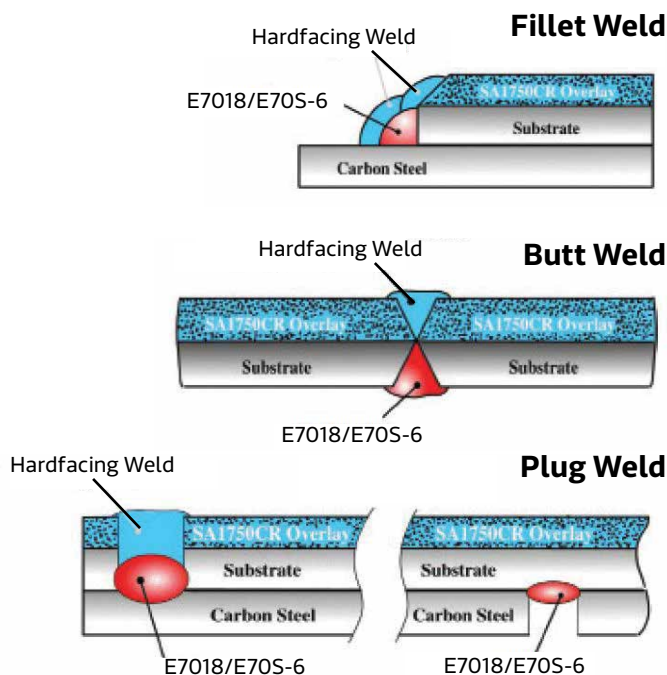 Fillet Weld
Hardfacing Weld
E7018/E70S-6
SA1750CR Overlay
Substrate
Carbon Steel
Butt Weld
Hardfacing Weld
SA1750CR Overlay SA1750CR Overlay
Substrate Substrate
E7018/E70S-6
Plug Weld
Hardfacing Weld
SA1750CR Overlay SA1750CR Overlay
Substrate Substrate
Carbon Steel Carbon Steel
E7018/E70S-6 E7018/E70S-6